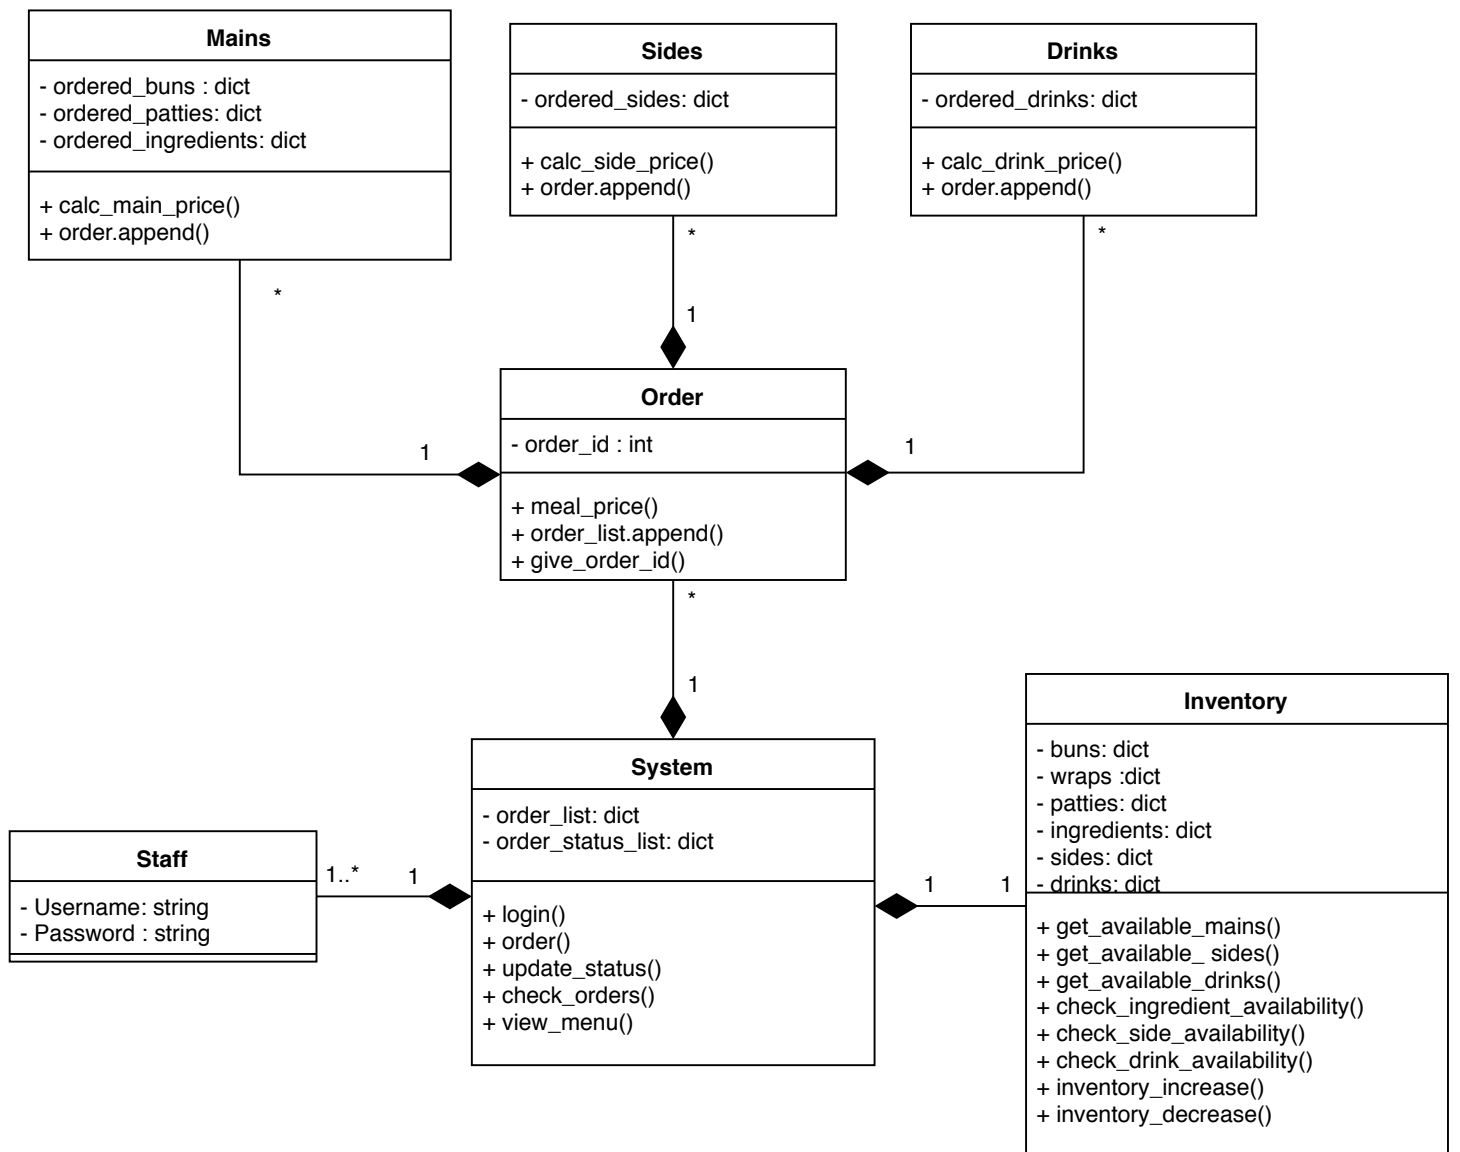 Mains
- ordered_buns : dict
- ordered_patties: dict
- ordered_ingredients: dict
+ calc_main_price()
+ order.append()
*
1
Sides
- ordered_sides: dict
+ calc_side_price()
+ order.append()
*
1
Drinks
- ordered_drinks: dict
+ calc_drink_price()
+ order.append()
*
1
Order
- order_id : int
+ meal_price()
+ order_list.append()
+ give_order_id()
*
1
System
- order_list: dict
- order_status_list: dict
+ login()
+ order()
+ update_status()
+ check_orders()
+ view_menu()
Staff
- Username: string
- Password : string
1..*
1
1
1
Inventory
- buns: dict
- wraps :dict
- patties: dict
- ingredients: dict
- sides: dict
- drinks: dict
+ get_available_mains()
+ get_available_ sides()
+ get_available_drinks()
+ check_ingredient_availability()
+ check_side_availability()
+ check_drink_availability()
+ inventory_increase()
+ inventory_decrease()